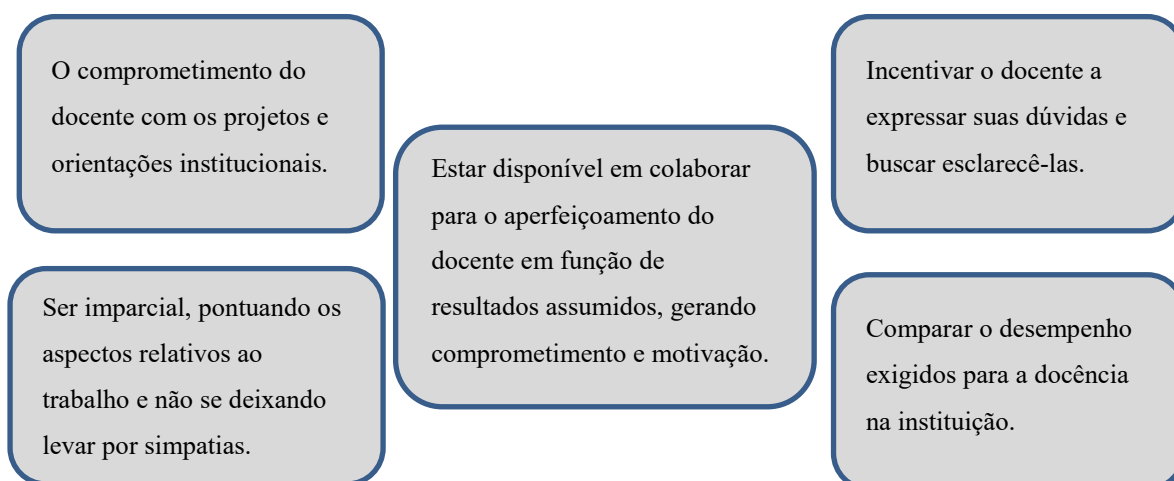 O comprometimento do
docente com os projetos e
orientações institucionais.
Ser imparcial, pontuando os
aspectos relativos ao
trabalho e não se deixando
levar por simpatias.
Estar disponível em colaborar
para o aperfeiçoamento do
docente em função de
resultados assumidos, gerando
comprometimento e motivação.
Incentivar o docente a
expressar suas dúvidas e
buscar esclarecê-las.
Comparar o desempenho
exigidos para a docência
na instituição.